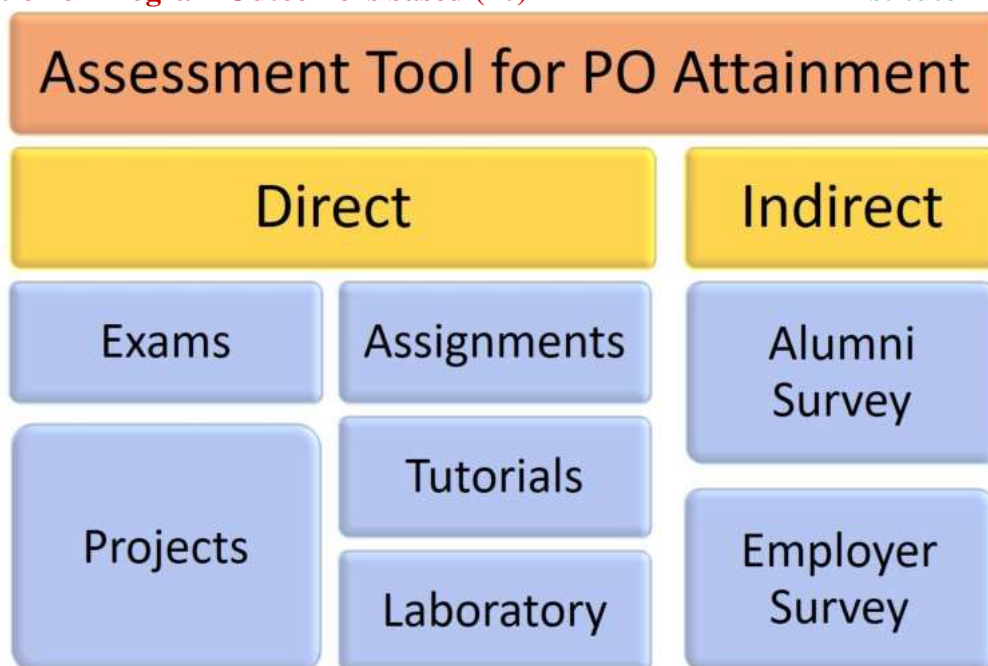 Assessment Tool for PO Attainment
Direct
Indirect
Exams
Assignments
Alumni
Survey
Tutorials
Projects
Laboratory
Employer
Survey